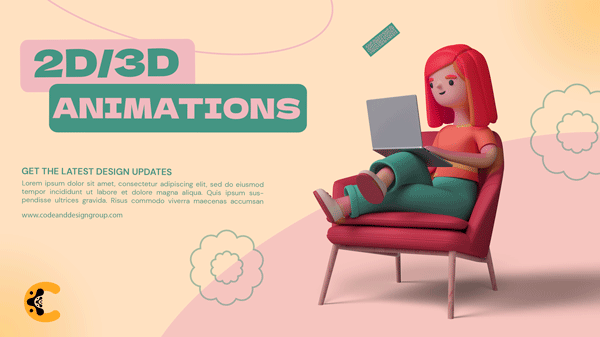 2D/3D
ANIMATIONS
GET THE LATEST DESIGN UPDATES
Lorem ipsum dolor sit amet, consectetur adipiscing elit, sed do eiusmod
tempor incididunt ut labore et dolore magna aliqua. Quis ipsum sus-
pendisse ultrices gravida. Risus commodo viverra maecenas accumsan
www.codeanddesigngroup.com